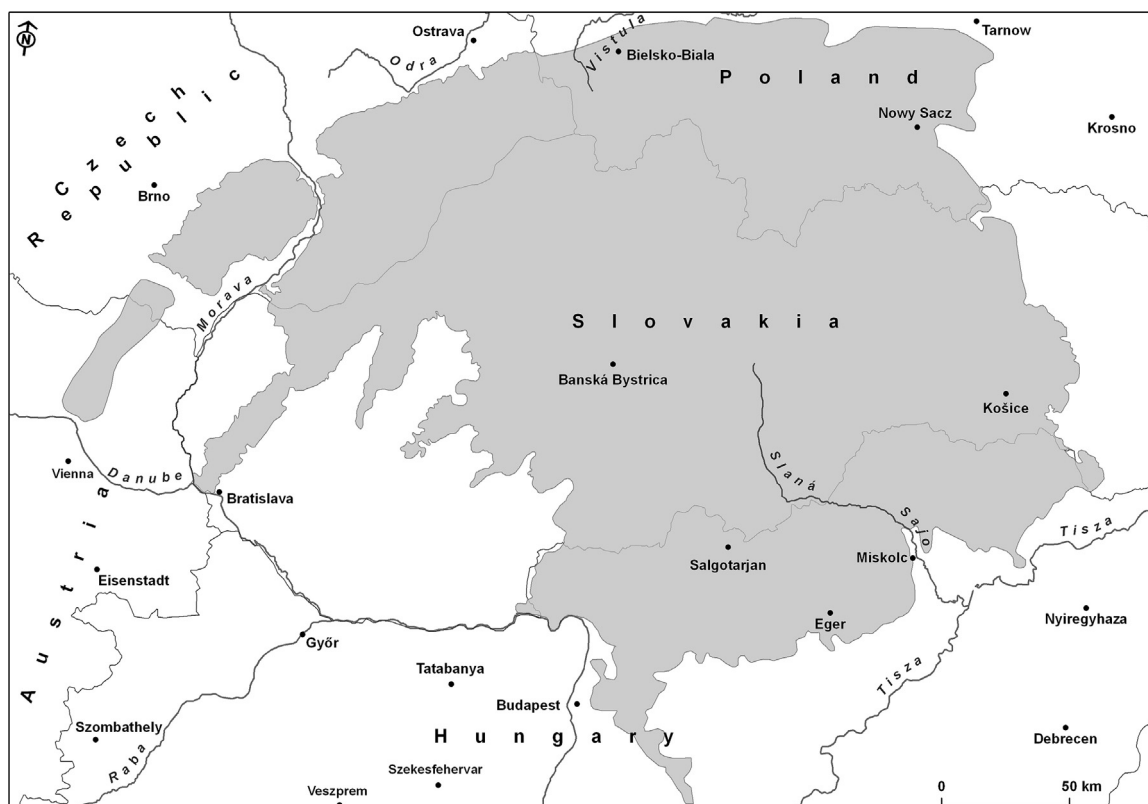 N
Ostrava
Odra
Vistula
Bielsko-Biala
Tarnow
Poland
Nowy Sacz
Krosno
Czech
Republic
Brno
Morava
Slovakia
Banská Bystrica
Košice
Vienna
Danube
Bratislava
Slaná
Sajo
Tisza
Austria
Eisenstadt
Salgotarjan
Miskolc
Eger
Nyiregyhaza
Győr
Tatabanya
Tisza
Budapest
Szombathely
Raba
Hungary
Debrecen
Szekesfehervar
Veszprem
0 50 km